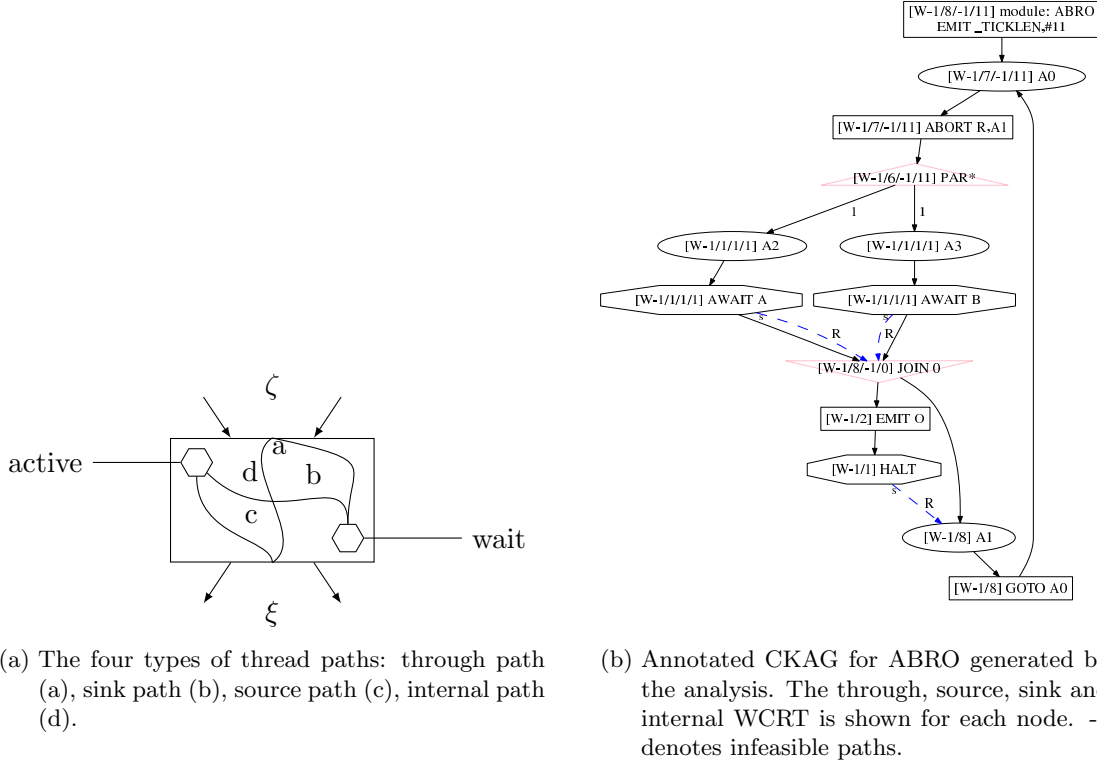 [W-1/8/-1/11] module: ABRO
EMIT _TICKLEN,#11
[W-1/7/-1/11] A0
[W-1/7/-1/11] ABORT R,A1
[W-1/6/-1/11] PAR*
1
1
[W-1/1/1/1] A2
[W-1/1/1/1] A3
[W-1/1/1/1] AWAIT A
[W-1/1/1/1] AWAIT B
s
s
R
R
[W-1/8/-1/0] JOIN 0
[W-1/2] EMIT O
[W-1/1] HALT
s
R
[W-1/8] A1
[W-1/8] GOTO A0
ζ
a
active
d
b
c
wait
ξ
(a) The four types of thread paths: through path
(a), sink path (b), source path (c), internal path
(d).
(b) Annotated CKAG for ABRO generated b
the analysis. The through, source, sink an
internal WCRT is shown for each node. -
denotes infeasible paths.